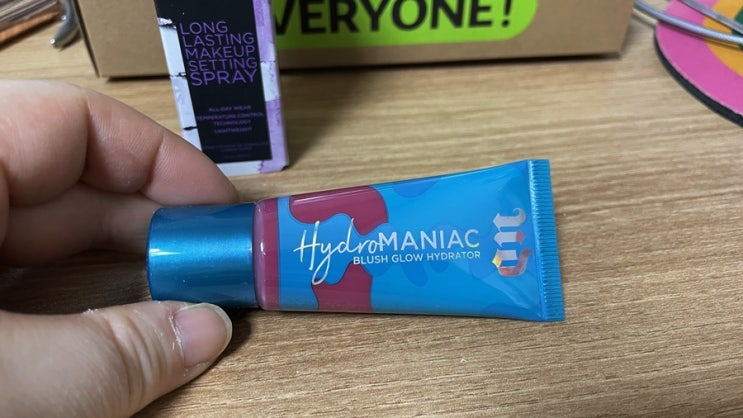 VERYONE!
LONG
LASTING
MAKEUP
SETTING
SPRAY
ALL-DAY WEAR
TEMPERATURE CONTROL
TECHNOLOGY
LIGHTWEIGHT
HydroMANIAC
BLUSH GLOW HYDRATOR
UD